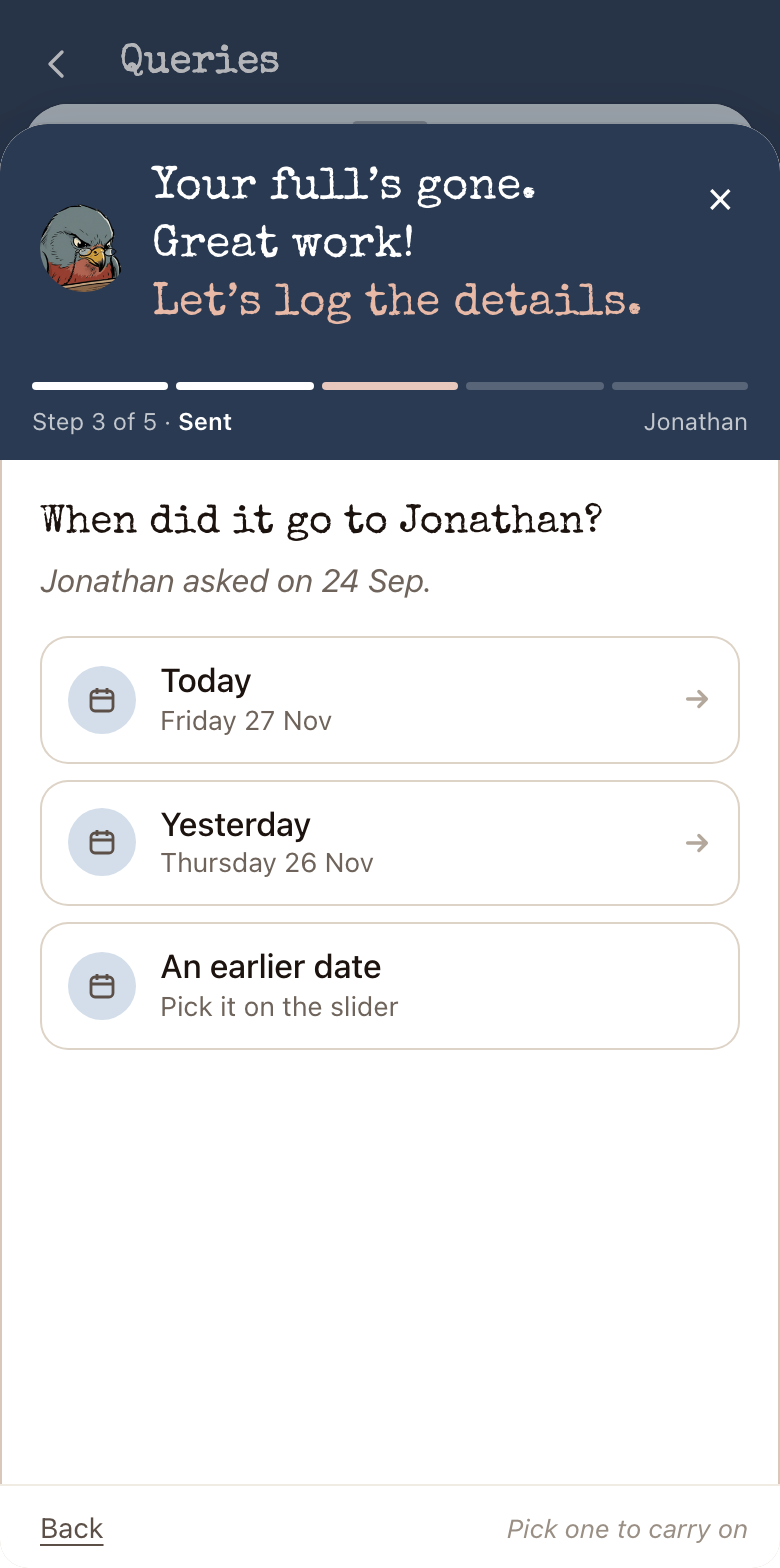 Queries
Your full’s gone.
Great work!
Let’s log the details.
Step 3 of 5 · Sent
Jonathan
When did it go to Jonathan?
Jonathan asked on 24 Sep.
Today
Friday 27 Nov
Yesterday
Thursday 26 Nov
An earlier date
Pick it on the slider
Back
Pick one to carry on